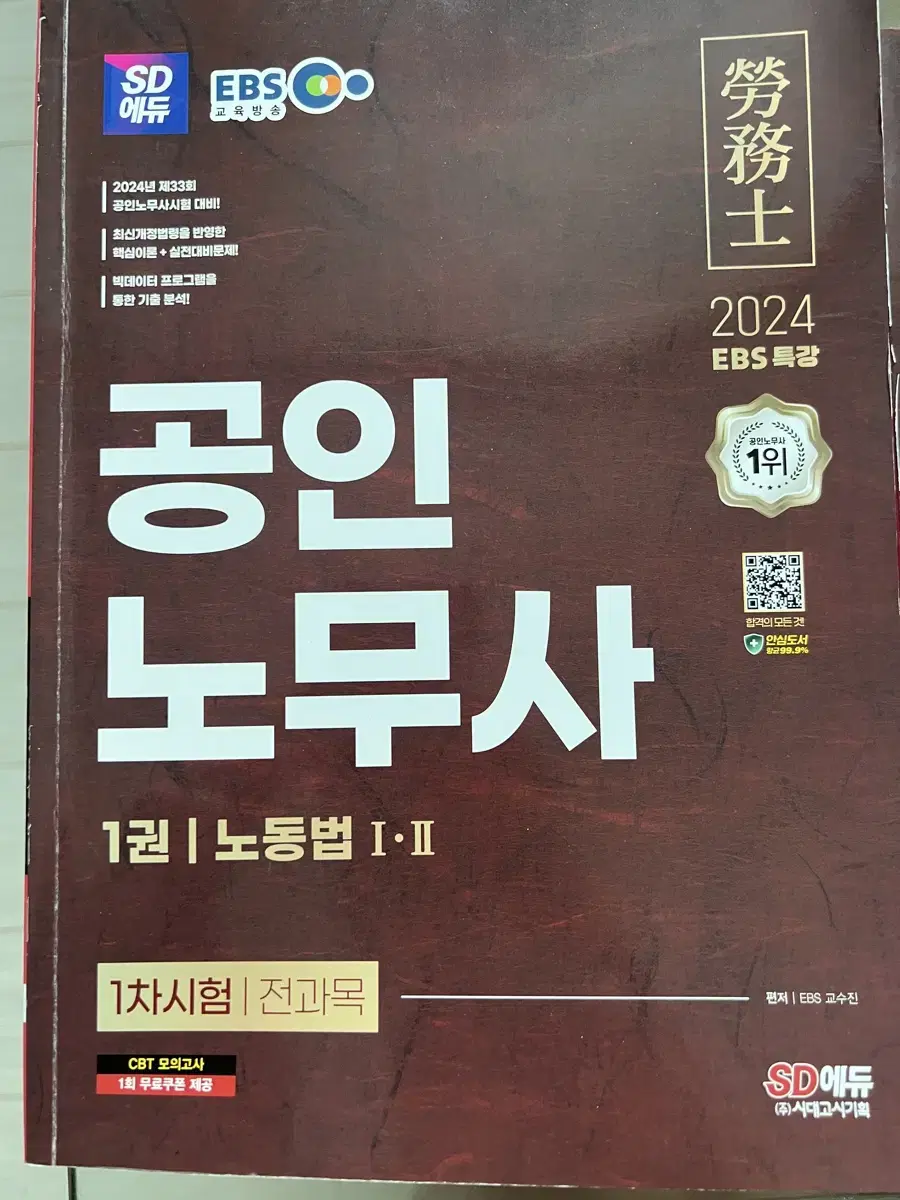 SD
에듀
EBS
교육방송
2024년 제33회
공인노무사시험 대비!
최신개정법령을 반영한
핵심이론 + 실전대비문제!
빅데이터 프로그램을
통한 기출 분석!
勞務士
2024
EBS 특강
공인노무사
1위
합격의 모든 것!
안심도서
항균99.9%
공인
노무사
1권 | 노동법 I·II
1차시험 | 전과목
편저 | EBS 교수진
CBT 모의고사
1회 무료쿠폰 제공
SD에듀
(주)시대고시기획